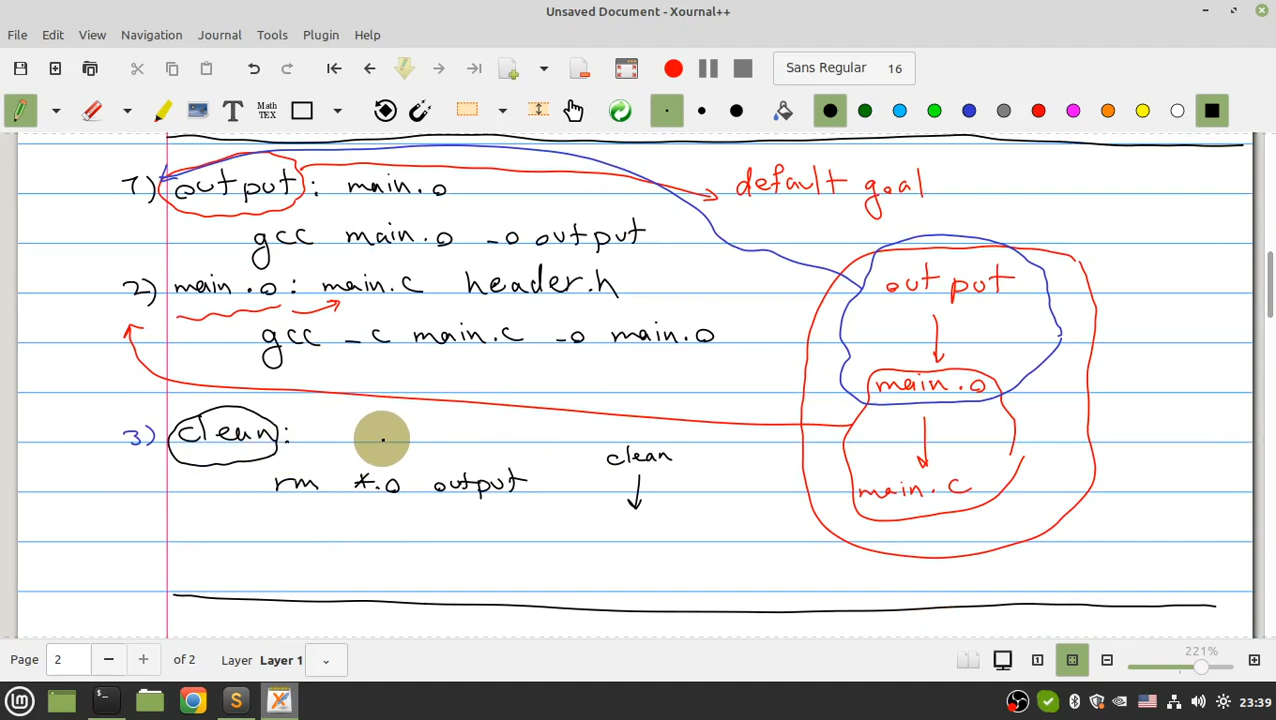 Unsaved Document - Xournal++
File Edit View Navigation Journal Tools Plugin Help
Sans Regular 16
1) output: main.o
default goal
gcc main.o -o output
2) main.o: main.c header.h
output
gcc -c main.c -o main.o
main.o
3) clean:
clean
rm *.o output
main.c
Page 2 of 2 Layer Layer 1
221%
23:39